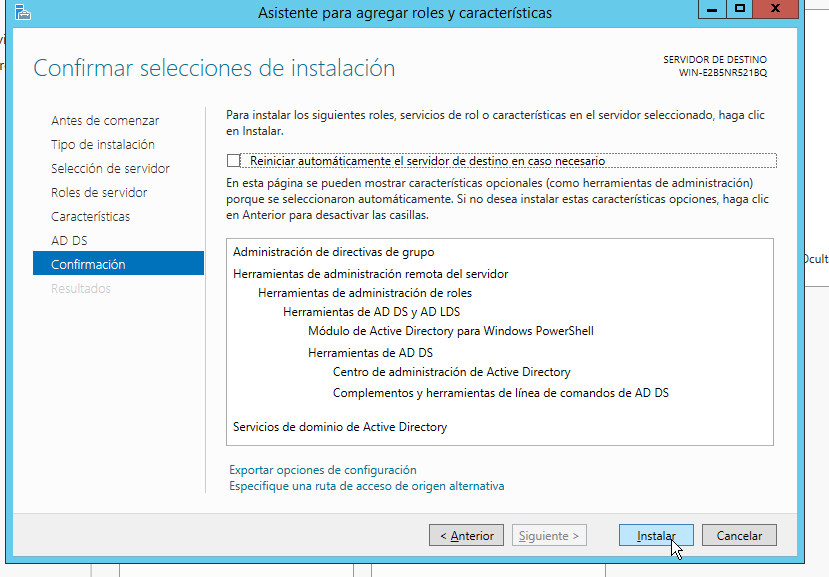 Asistente para agregar roles y características
Confirmar selecciones de instalación
SERVIDOR DE DESTINO
WIN-E2B5NR521BQ
Antes de comenzar
Tipo de instalación
Selección de servidor
Roles de servidor
Características
AD DS
Confirmación
Resultados
Para instalar los siguientes roles, servicios de rol o características en el servidor seleccionado, haga clic
en Instalar.
Reiniciar automáticamente el servidor de destino en caso necesario
En esta página se pueden mostrar características opcionales (como herramientas de administración)
porque se seleccionaron automáticamente. Si no desea instalar estas características opciones, haga clic
en Anterior para desactivar las casillas.
Administración de directivas de grupo
Herramientas de administración remota del servidor
Herramientas de administración de roles
Herramientas de AD DS y AD LDS
Módulo de Active Directory para Windows PowerShell
Herramientas de AD DS
Centro de administración de Active Directory
Complementos y herramientas de línea de comandos de AD DS
Servicios de dominio de Active Directory
Exportar opciones de configuración
Especifique una ruta de acceso de origen alternativa
< Anterior
Siguiente >
Instalar
Cancelar